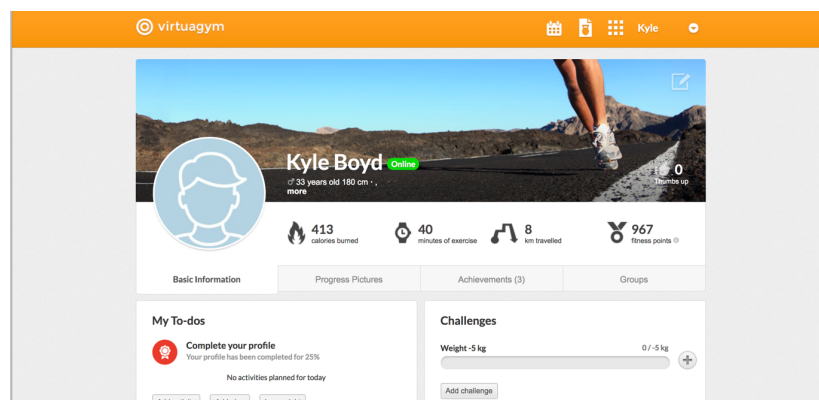 virtuagym
Kyle
Kyle Boyd Online
33 years old 180 cm · ,
more
0
Thumbs up
413
calories burned
40
minutes of exercise
8
km travelled
967
fitness points
Basic Information
Progress Pictures
Achievements (3)
Groups
My To-dos
Complete your profile
Your profile has been completed for 25%
No activities planned for today
Challenges
Weight -5 kg
0 / -5 kg
Add challenge